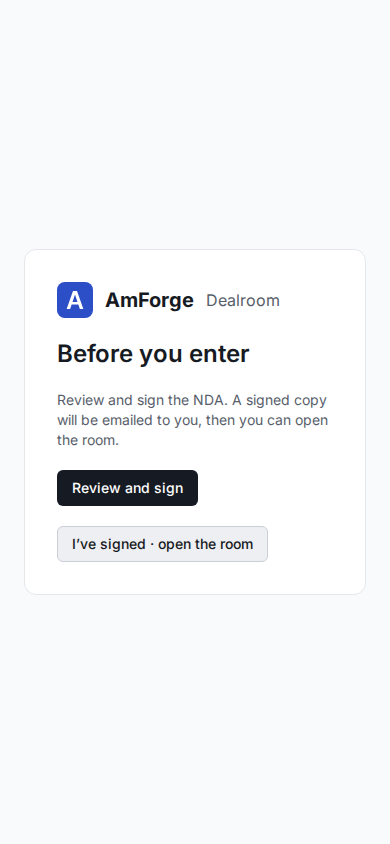 A AmForge Dealroom
Before you enter
Review and sign the NDA. A signed copy
will be emailed to you, then you can open
the room.
Review and sign
I’ve signed · open the room